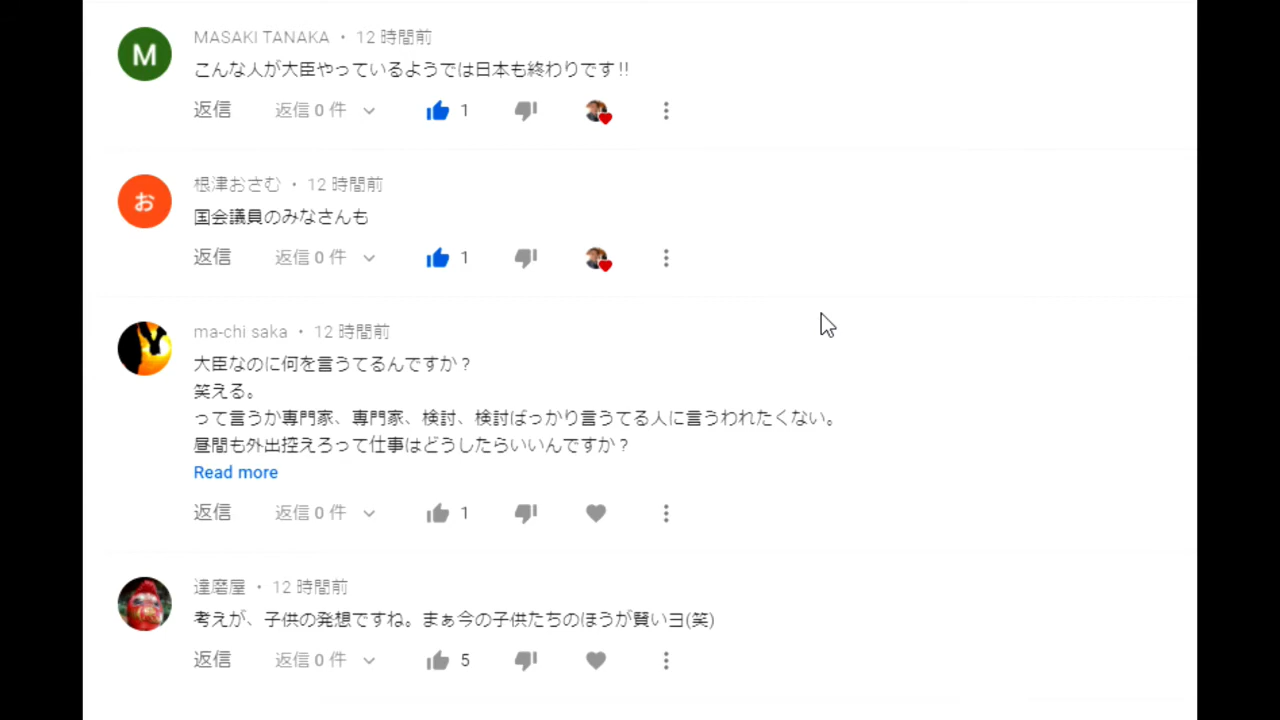 M
MASAKI TANAKA ・ 12 時間前
こんな人が大臣やっているようでは日本も終わりです!!
返信 返信 0 件 1
お
根津おさむ ・ 12 時間前
国会議員のみなさんも
返信 返信 0 件 1
ma-chi saka ・ 12 時間前
大臣なのに何を言うてるんですか？
笑える。
って言うか専門家、専門家、検討、検討ばっかり言うてる人に言うわれたくない。
昼間も外出控えろって仕事はどうしたらいいんですか？
Read more
返信 返信 0 件 1
達磨屋 ・ 12 時間前
考えが、子供の発想ですね。まぁ今の子供たちのほうが賢いヨ(笑)
返信 返信 0 件 5